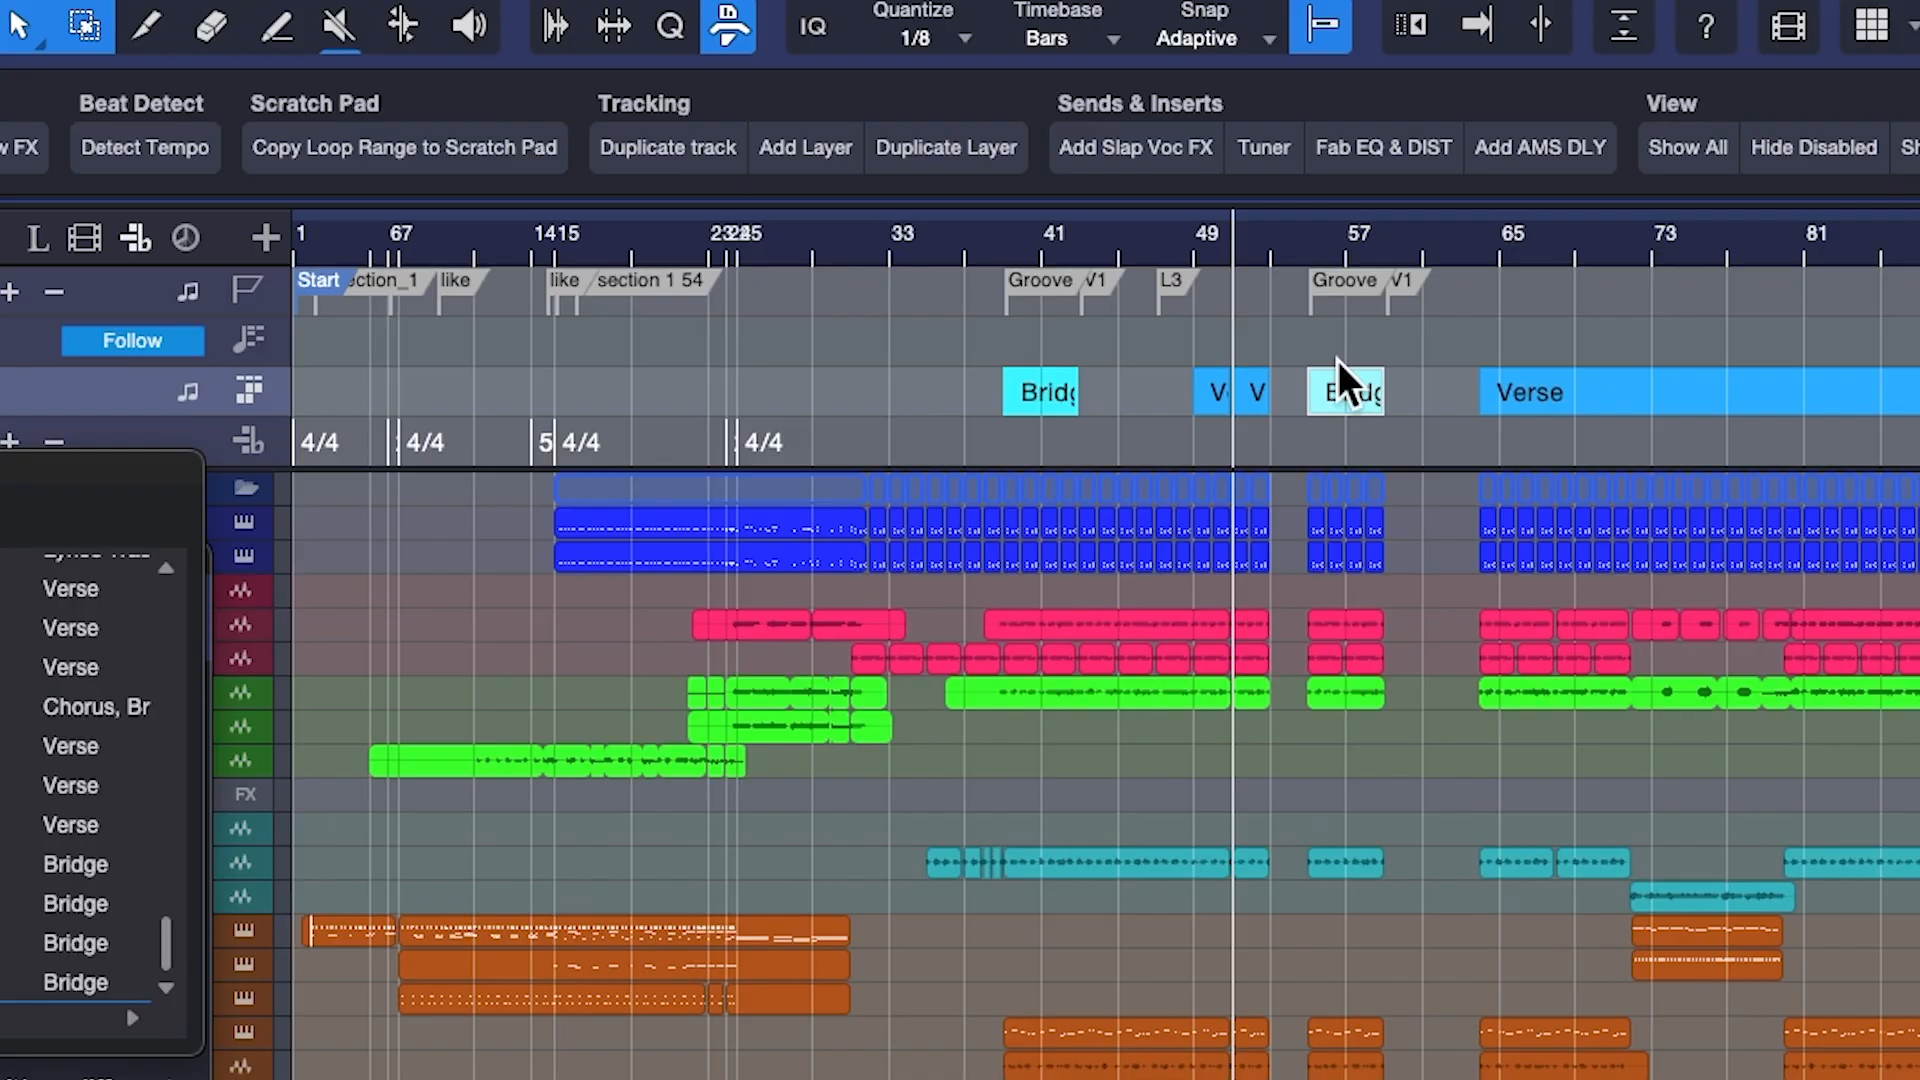 IQ
Quantize
1/8
Timebase
Bars
Snap
Adaptive
?
Beat Detect
Scratch Pad
Tracking
Sends & Inserts
View
FX
Detect Tempo
Copy Loop Range to Scratch Pad
Duplicate track
Add Layer
Duplicate Layer
Add Slap Voc FX
Tuner
Fab EQ & DIST
Add AMS DLY
Show All
Hide Disabled
1 67 1415 33 41 49 57 65 73 81
Start
ection_1
like
like
section 1 54
Groove
V1
L3
Groove
V1
Follow
Bridg
V
V
Verse
4/4
4/4
5
4/4
4/4
Verse
Verse
Verse
Chorus, Br
Verse
Verse
Verse
Bridge
Bridge
Bridge
Bridge
FX